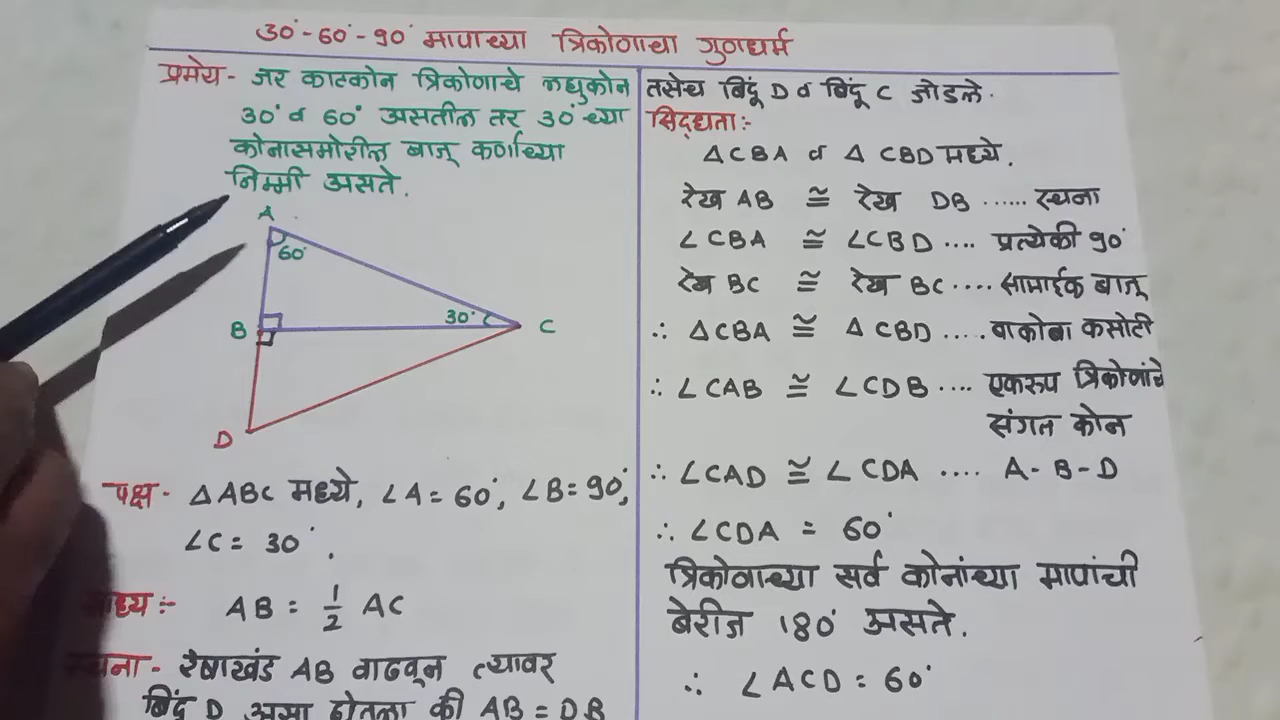 30°-60°-90° मापाच्या त्रिकोणाचा गुणधर्म
प्रमेय- जर काटकोन त्रिकोणाचे लघुकोन
30° व 60° असतील तर 30° च्या
कोनासमोरील बाजू कर्णाच्या
निम्मी असते.
A
60°
B
30°
C
D
पक्ष- △ABC मध्ये, ∠A = 60°, ∠B = 90°,
∠C = 30°.
साध्य:- AB = 1/2 AC
रचना- रेषाखंड AB वाढवून त्यावर
बिंदू D असा घेतला की AB = DB
तसेच बिंदू D व बिंदू C जोडले.
सिद्धता:-
△CBA व △CBD मध्ये.
रेख AB ≅ रेख DB ...... रचना
∠CBA ≅ ∠CBD .... प्रत्येकी 90°
रेख BC ≅ रेख BC .... सामाईक बाजू
∴ △CBA ≅ △CBD ..... बाकोबा कसोटी
∴ ∠CAB ≅ ∠CDB .... एकरुप त्रिकोणांचे
संगत कोन
∴ ∠CAD ≅ ∠CDA .... A-B-D
∴ ∠CDA = 60°
त्रिकोणाच्या सर्व कोनांच्या मापांची
बेरीज 180° असते.
∴ ∠ACD = 60°